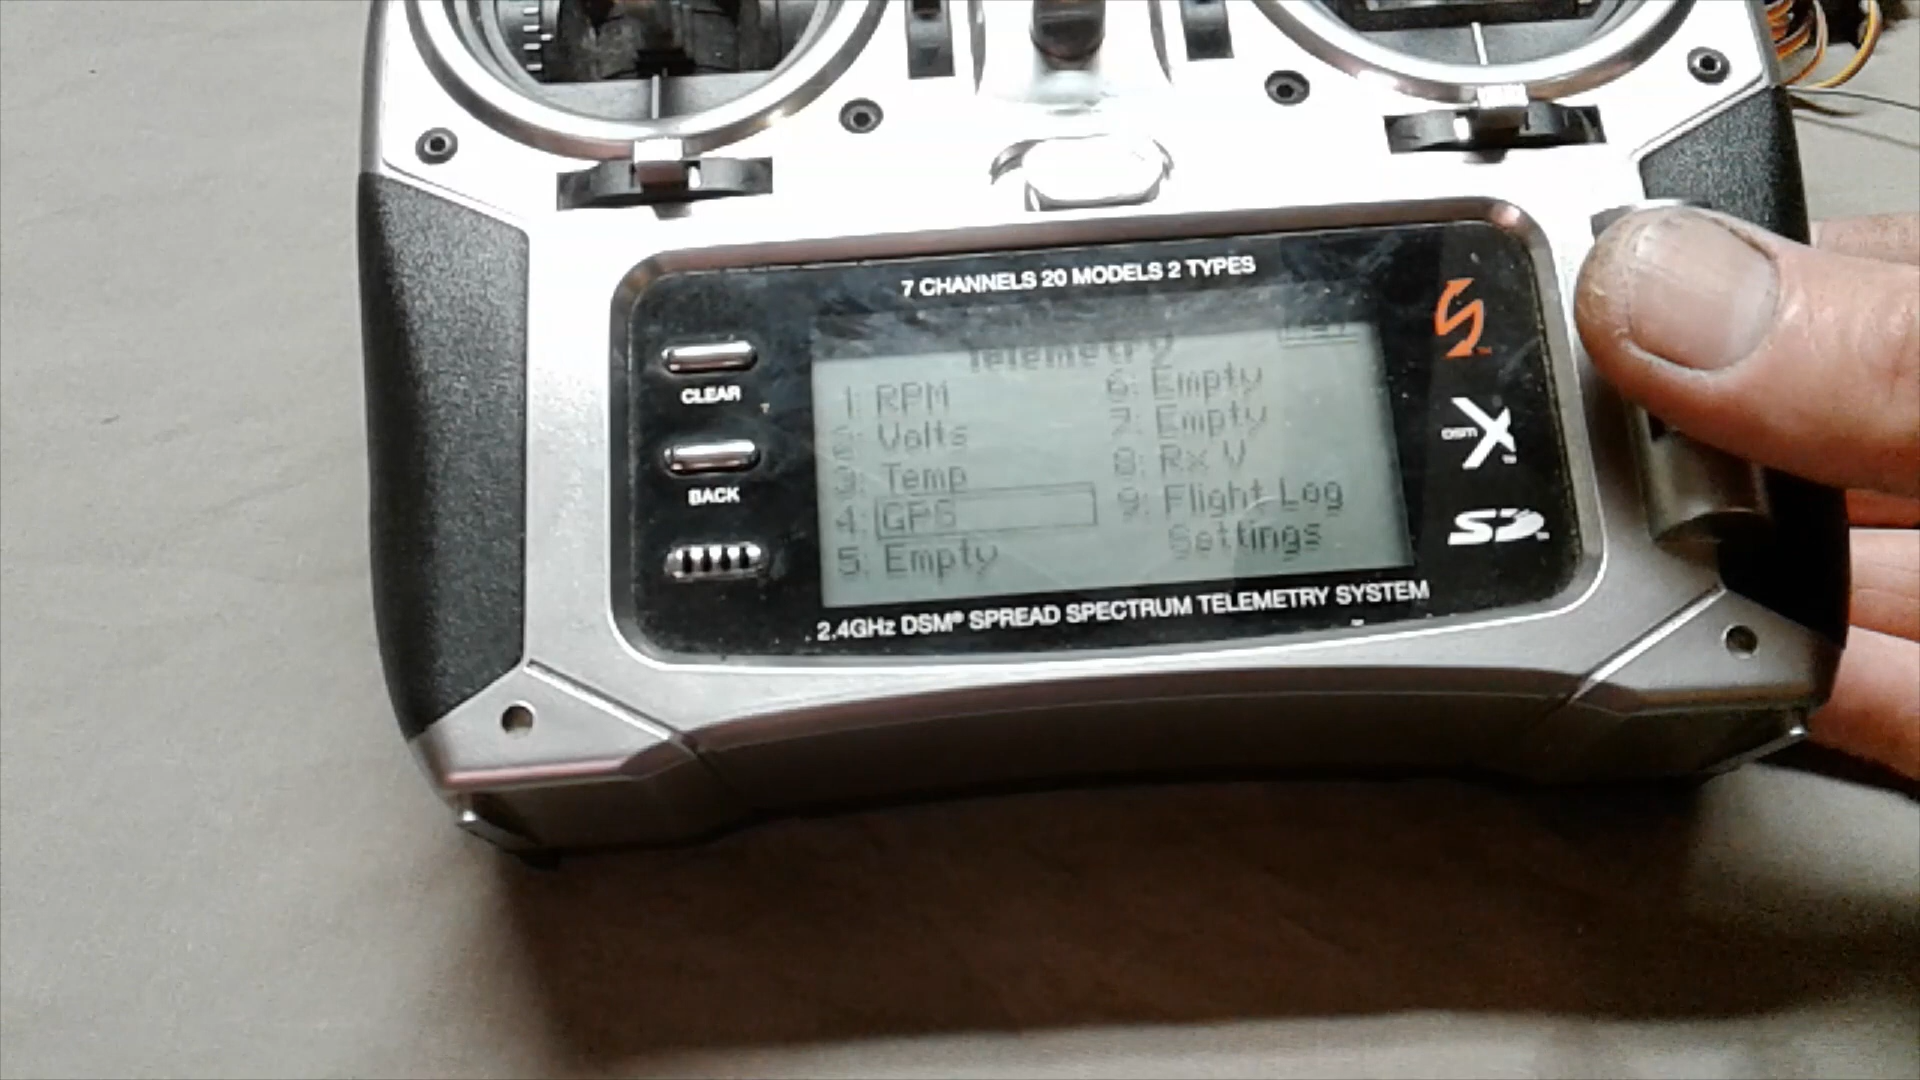 7 CHANNELS 20 MODELS 2 TYPES
CLEAR
BACK
Telemetry
1: RPM
2: Volts
3: Temp
4: GPS
5: Empty
6: Empty
7: Empty
8: Rx V
9: Flight Log
Settings
DSM X
SD
2.4GHz DSM® SPREAD SPECTRUM TELEMETRY SYSTEM